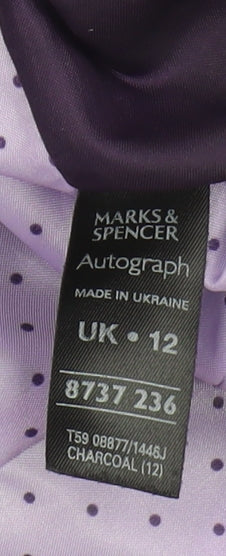 MARKS &
SPENCER
Autograph
MADE IN UKRAINE
UK • 12
8737 236
T59 08877/1446J
CHARCOAL (12)